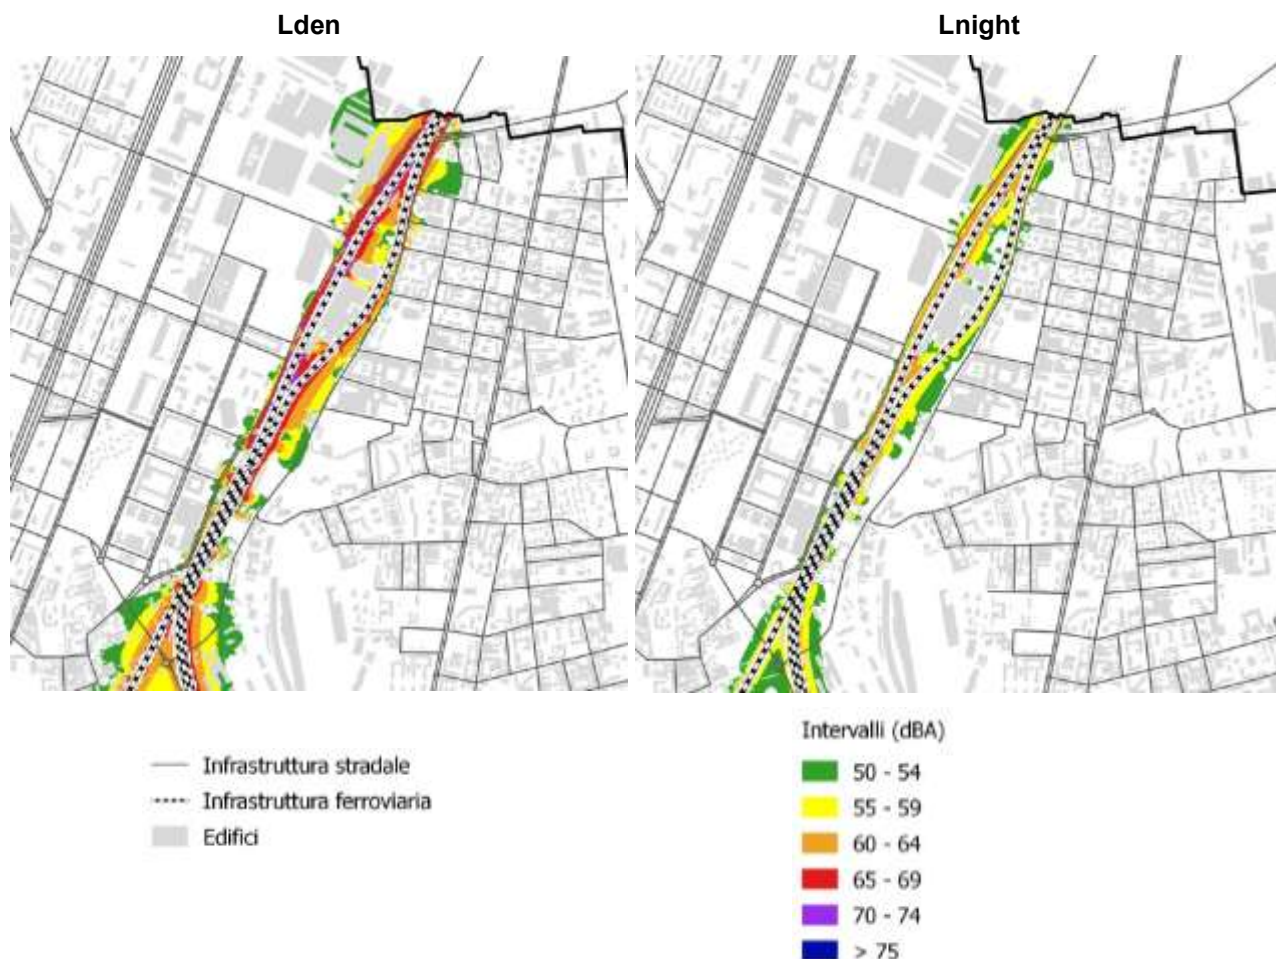 Lden
Lnight
Infrastruttura stradale
Infrastruttura ferroviaria
Edifici
Intervalli (dBA)
50 - 54
55 - 59
60 - 64
65 - 69
70 - 74
> 75